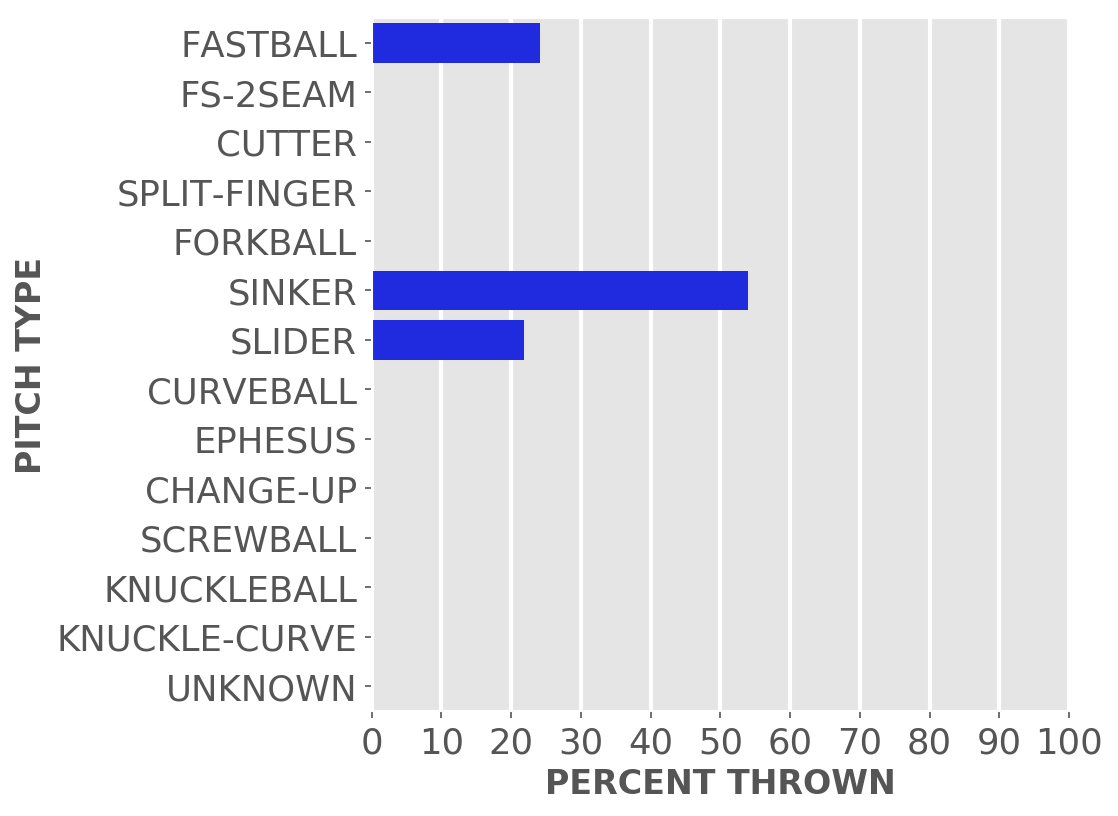 FASTBALL
FS-2SEAM
CUTTER
SPLIT-FINGER
FORKBALL
SINKER
SLIDER
CURVEBALL
EPHESUS
CHANGE-UP
SCREWBALL
KNUCKLEBALL
KNUCKLE-CURVE
UNKNOWN
PITCH TYPE
0 10 20 30 40 50 60 70 80 90 100
PERCENT THROWN